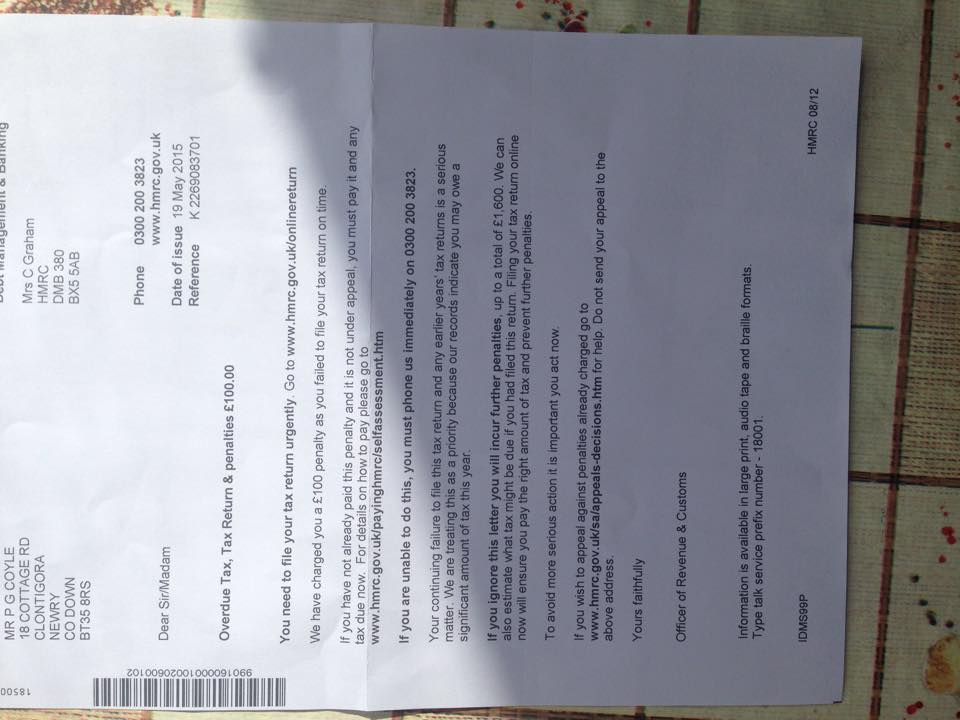 Debt Management & Banking
MR P G COYLE
18 COTTAGE RD
CLONTIGORA
NEWRY
CO DOWN
BT35 8RS
Mrs C Graham
HMRC
DMB 380
BX5 5AB
Phone 0300 200 3823
www.hmrc.gov.uk
Date of issue 19 May 2015
Reference K 2269083701
18500
9901600000100200600102
Dear Sir/Madam
Overdue Tax, Tax Return & penalties £100.00
You need to file your tax return urgently. Go to www.hmrc.gov.uk/onlinereturn
We have charged you a £100 penalty as you failed to file your tax return on time.
If you have not already paid this penalty and it is not under appeal, you must pay it and any
tax due now. For details on how to pay please go to
www.hmrc.gov.uk/payinghmrc/selfassessment.htm
If you are unable to do this, you must phone us immediately on 0300 200 3823.
Your continuing failure to file this tax return and any earlier years' tax returns is a serious
matter. We are treating this as a priority because our records indicate you may owe a
significant amount of tax this year.
If you ignore this letter you will incur further penalties, up to a total of £1,600. We can
also estimate what tax might be due if you had filed this return. Filing your tax return online
now will ensure you pay the right amount of tax and prevent further penalties.
To avoid more serious action it is important you act now.
If you wish to appeal against penalties already charged go to
www.hmrc.gov.uk/sa/appeals-decisions.htm for help. Do not send your appeal to the
above address.
Yours faithfully
Officer of Revenue & Customs
Information is available in large print, audio tape and braille formats.
Type talk service prefix number - 18001.
IDMS99P
HMRC 08/12